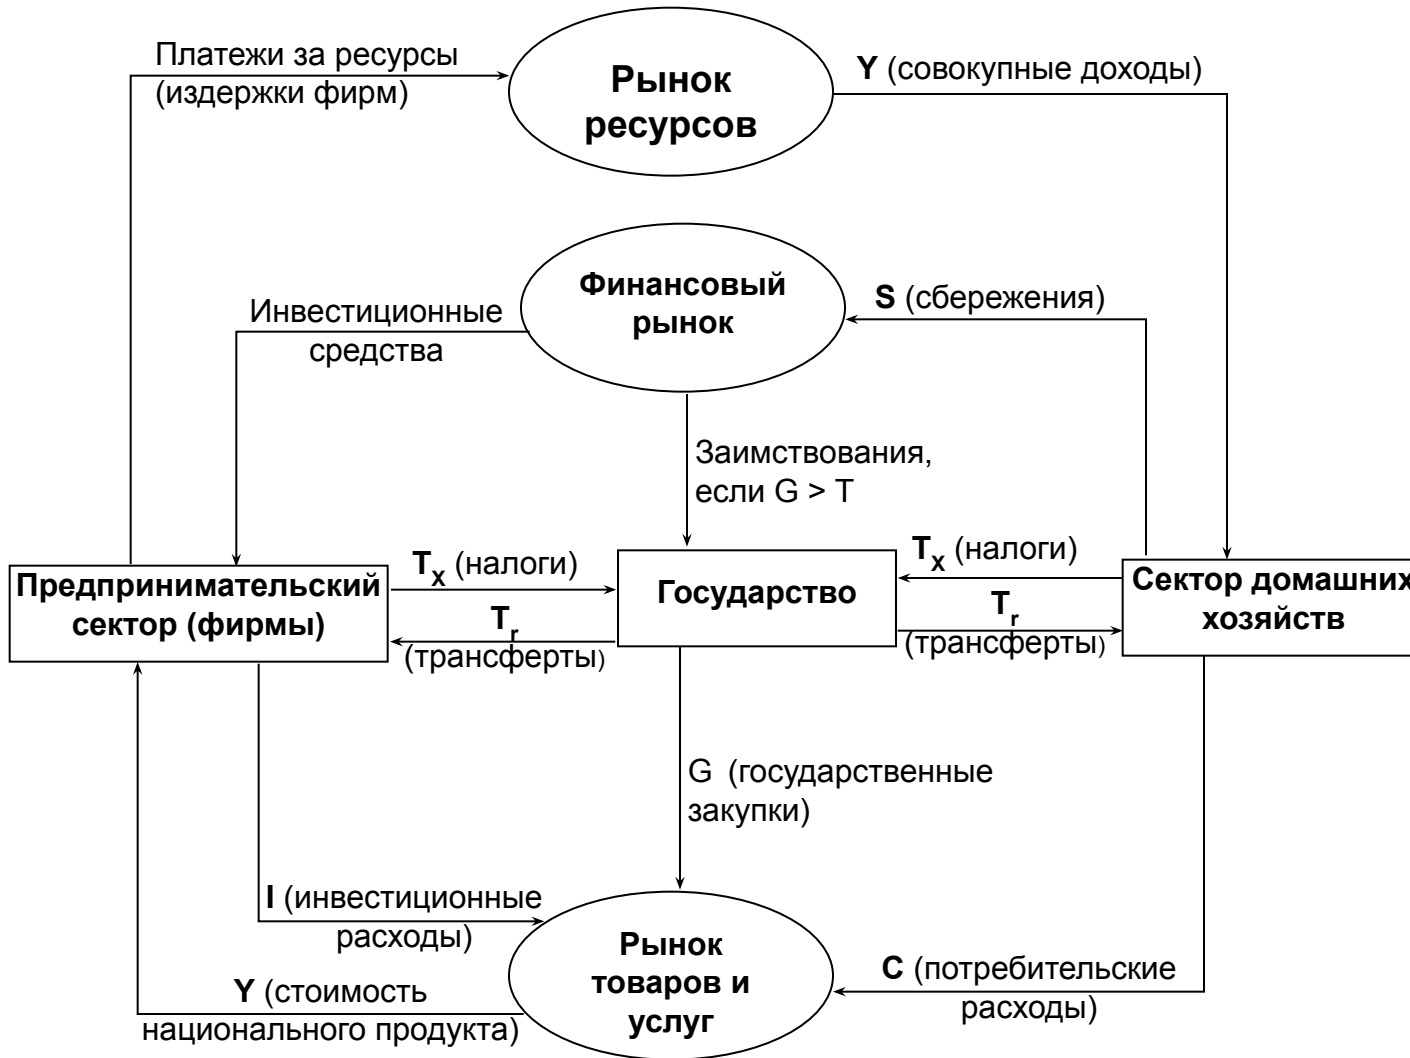 Платежи за ресурсы
(издержки фирм)
Рынок
ресурсов
Y (совокупные доходы)
Финансовый
рынок
S (сбережения)
Инвестиционные
средства
Заимствования,
если G > T
Предпринимательский
сектор (фирмы)
Tx (налоги)
Tr
(трансферты)
Государство
Tx (налоги)
Tr
(трансферты)
Сектор домашних
хозяйств
G (государственные
закупки)
I (инвестиционные
расходы)
Рынок
товаров и
услуг
C (потребительские
расходы)
Y (стоимость
национального продукта)